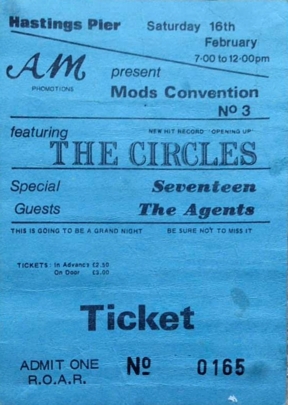 Hastings Pier Saturday 16th
February
7·00 to 12·00pm
AM present
PROMOTIONS
Mods Convention
No 3
featuring NEW HIT RECORD "OPENING UP"
THE CIRCLES
Special Seventeen
Guests The Agents
THIS IS GOING TO BE A GRAND NIGHT BE SURE NOT TO MISS IT
TICKETS: In Advance £2.50
On Door £3.00
Ticket
ADMIT ONE No 0165
R.O.A.R.